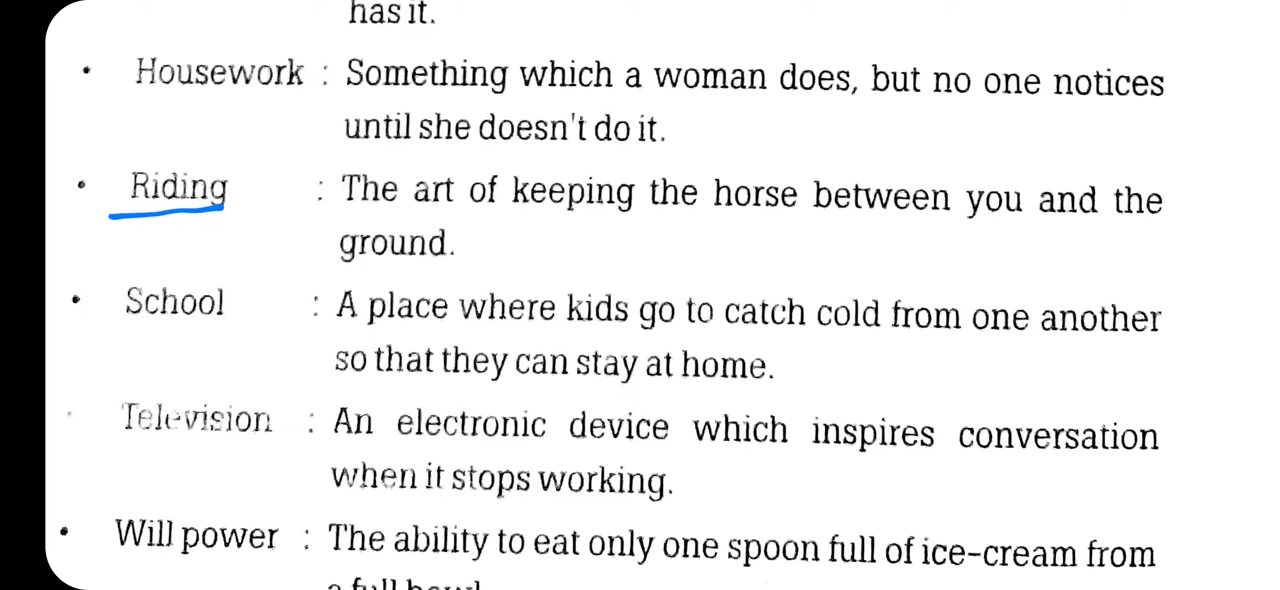 has it.
• Housework : Something which a woman does, but no one notices
until she doesn't do it.
• Riding : The art of keeping the horse between you and the
ground.
• School : A place where kids go to catch cold from one another
so that they can stay at home.
• Television : An electronic device which inspires conversation
when it stops working.
• Will power : The ability to eat only one spoon full of ice-cream from
a full bowl